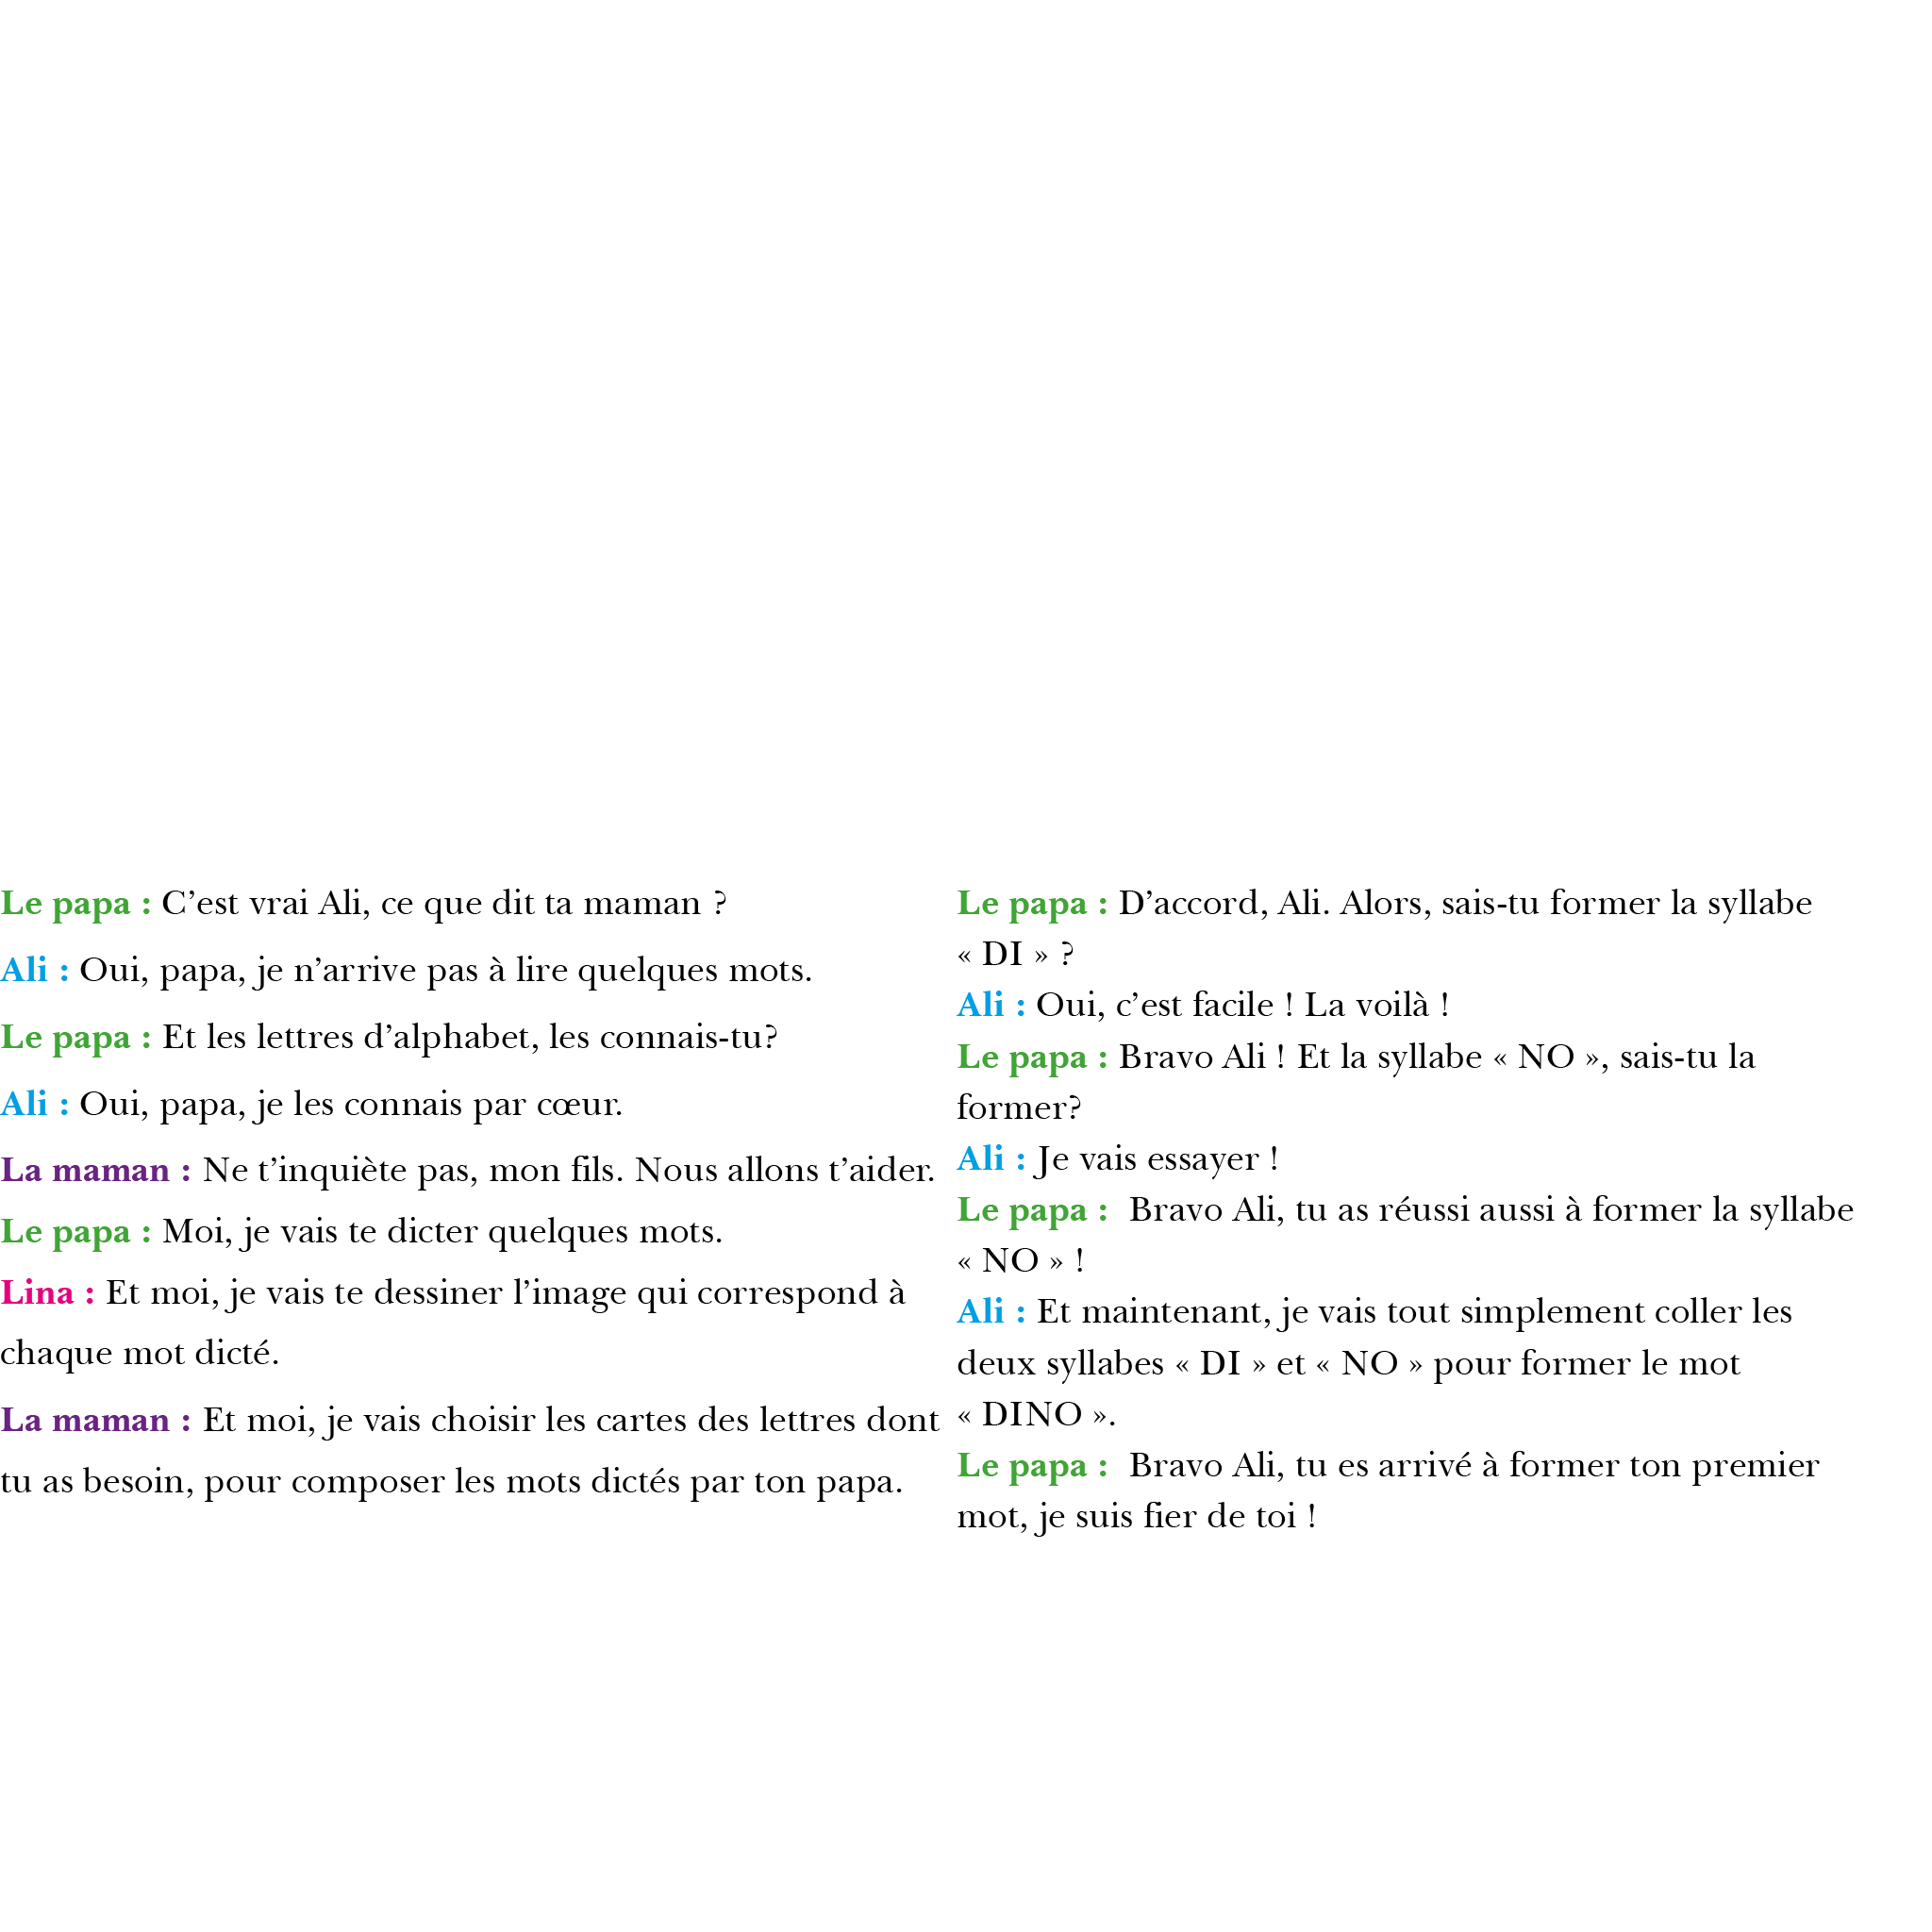 Le papa : C’est vrai Ali, ce que dit ta maman ?
Ali : Oui, papa, je n’arrive pas à lire quelques mots.
Le papa : Et les lettres d’alphabet, les connais-tu?
Ali : Oui, papa, je les connais par cœur.
La maman : Ne t’inquiète pas, mon fils. Nous allons t’aider.
Le papa : Moi, je vais te dicter quelques mots.
Lina : Et moi, je vais te dessiner l’image qui correspond à
chaque mot dicté.
La maman : Et moi, je vais choisir les cartes des lettres dont
tu as besoin, pour composer les mots dictés par ton papa.
Le papa : D’accord, Ali. Alors, sais-tu former la syllabe
« DI » ?
Ali : Oui, c’est facile ! La voilà !
Le papa : Bravo Ali ! Et la syllabe « NO », sais-tu la
former?
Ali : Je vais essayer !
Le papa : Bravo Ali, tu as réussi aussi à former la syllabe
« NO » !
Ali : Et maintenant, je vais tout simplement coller les
deux syllabes « DI » et « NO » pour former le mot
« DINO ».
Le papa : Bravo Ali, tu es arrivé à former ton premier
mot, je suis fier de toi !